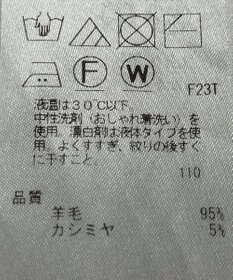 F
W
F23T
液温は30℃以下。
中性洗剤（おしゃれ着洗い）を
使用。漂白剤は液体タイプを使
用。よくすすぎ、絞りの後すぐ
に干すこと。
110
品質
羊毛 95%
カシミヤ 5%